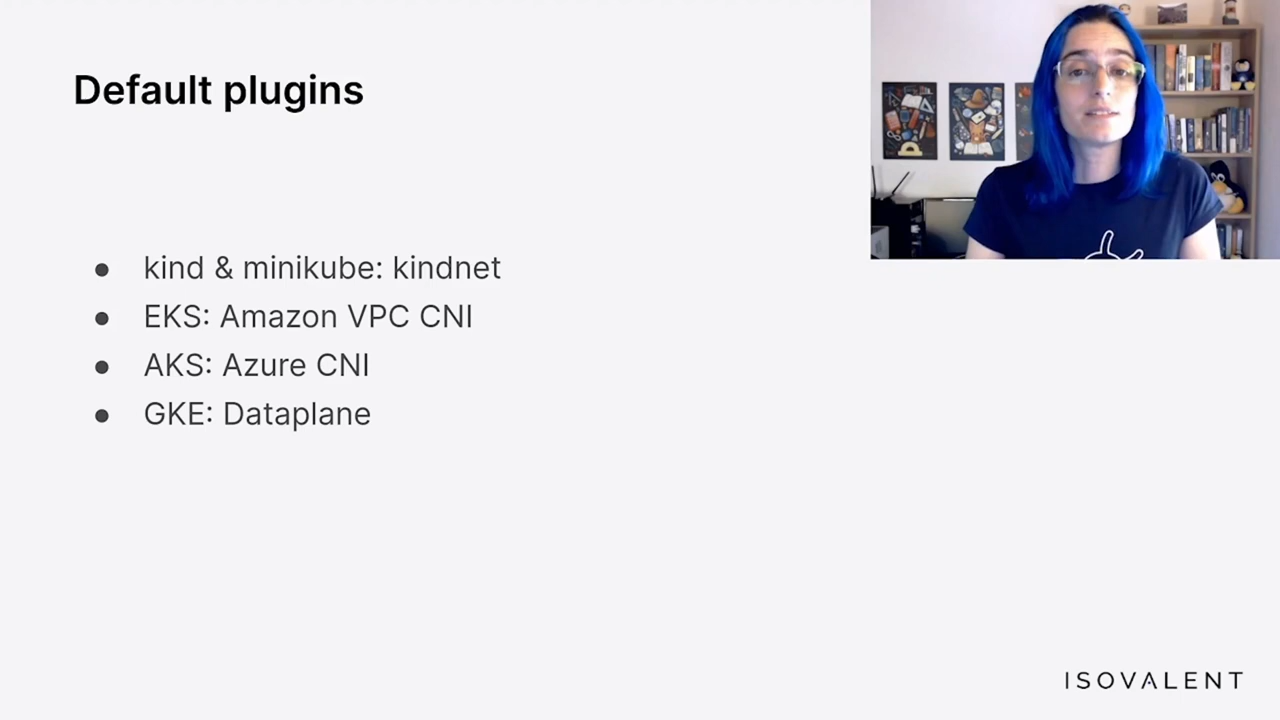 Default plugins
● kind & minikube: kindnet
● EKS: Amazon VPC CNI
● AKS: Azure CNI
● GKE: Dataplane
ISOVALENT